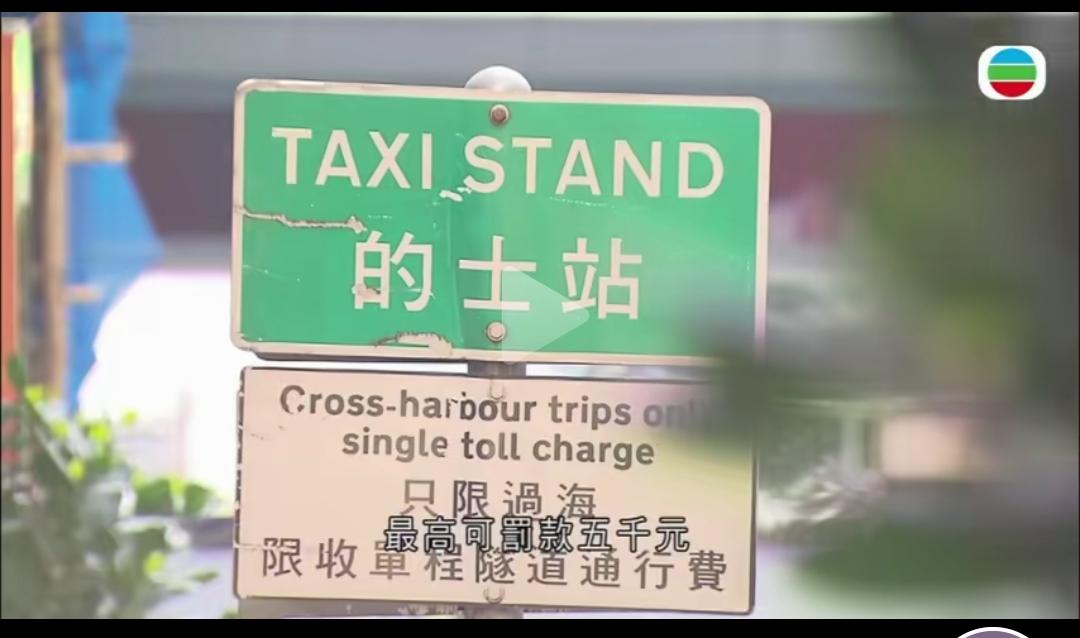 TAXI STAND
的士站
Cross-harbour trips only
single toll charge
只限過海
最高可罰款五千元
限收單程隧道通行費